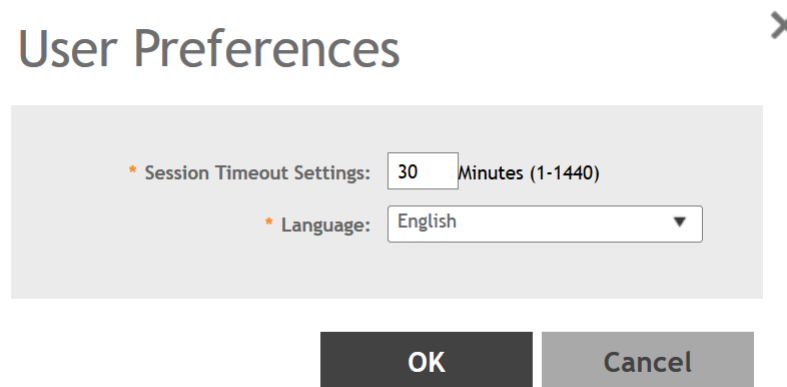 User Preferences
* Session Timeout Settings: 30 Minutes (1-1440)
* Language: English
OK Cancel